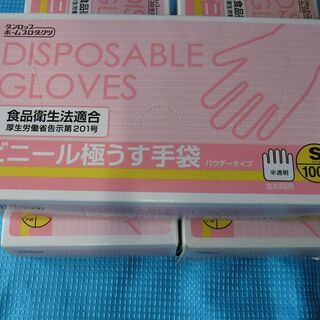 ダンロップ
ホームプロダクツ
DISPOSABLE
GLOVES
食品衛生法適合
厚生労働省告示第201号
ビニール極うす手袋
パウダータイプ
半透明
左右両用
S
100